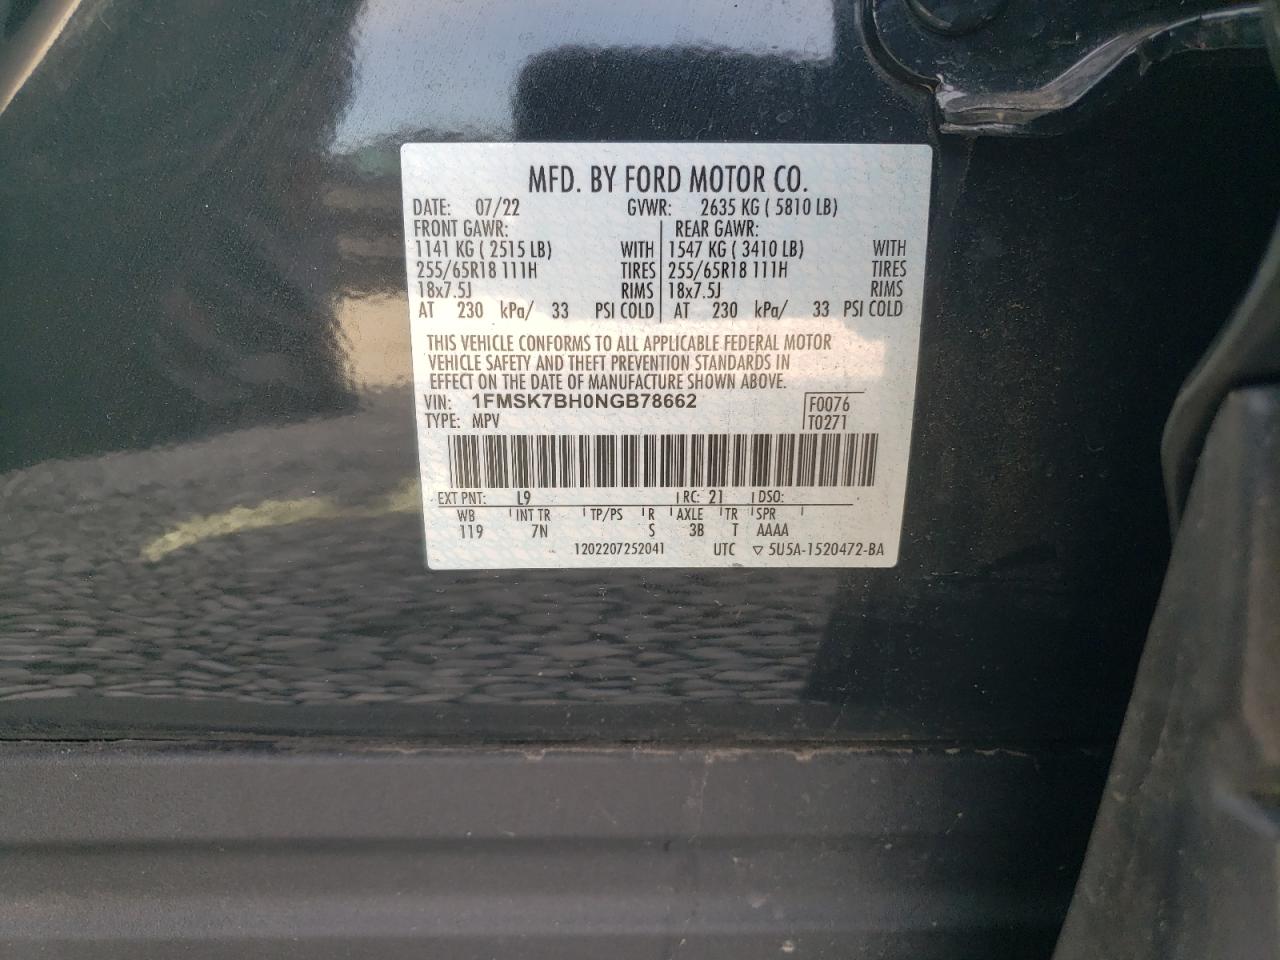 MFD. BY FORD MOTOR CO.
DATE: 07/22 GVWR: 2635 KG ( 5810 LB)
FRONT GAWR: REAR GAWR:
1141 KG ( 2515 LB) WITH 1547 KG ( 3410 LB) WITH
255/65R18 111H TIRES 255/65R18 111H TIRES
18x7.5J RIMS 18x7.5J RIMS
AT 230 kPa/ 33 PSI COLD AT 230 kPa/ 33 PSI COLD
THIS VEHICLE CONFORMS TO ALL APPLICABLE FEDERAL MOTOR
VEHICLE SAFETY AND THEFT PREVENTION STANDARDS IN
EFFECT ON THE DATE OF MANUFACTURE SHOWN ABOVE.
VIN: 1FMSK7BH0NGB78662 F0076
TYPE: MPV T0271
EXT PNT: L9 RC: 21 DSO:
WB INT TR TP/PS R AXLE TR SPR
119 7N S 3B T AAAA
1202207252041 UTC ▽ 5U5A-1520472-BA